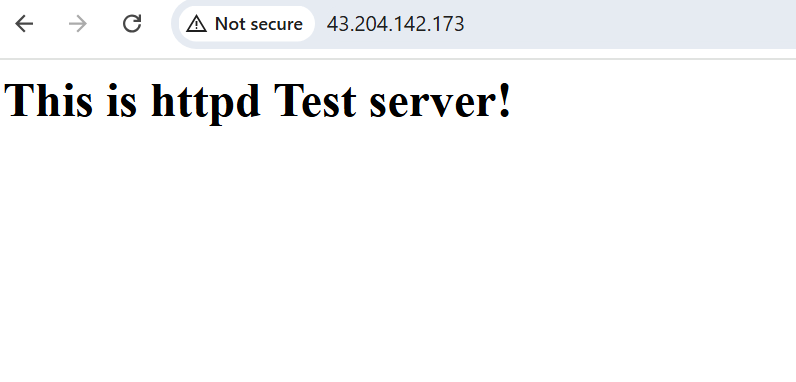 Not secure 43.204.142.173
This is httpd Test server!